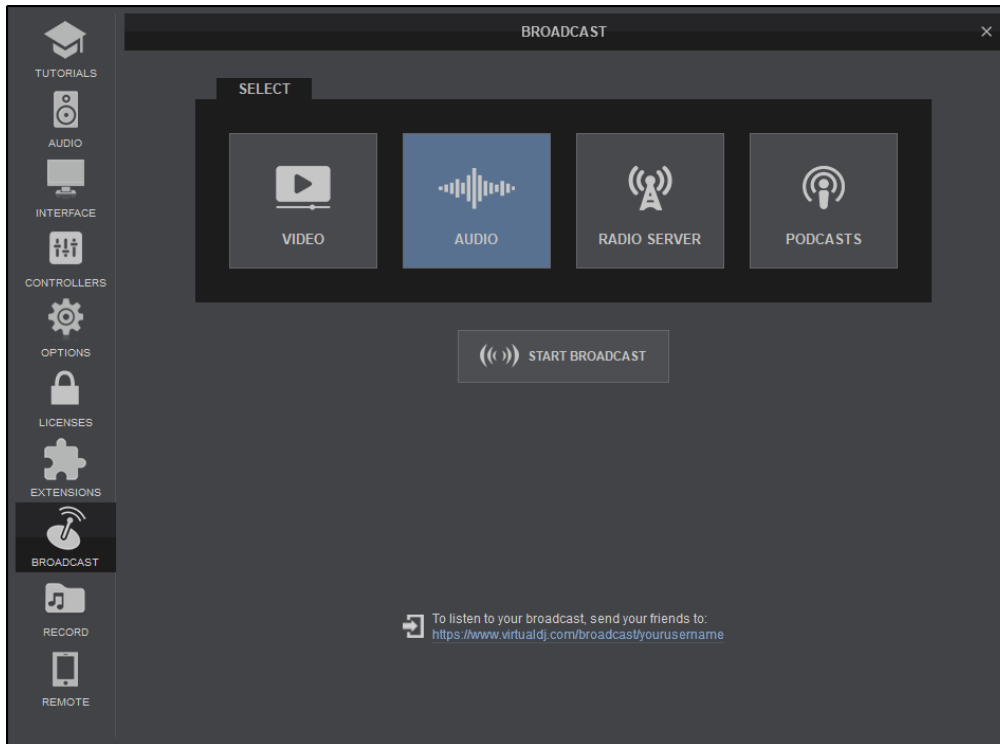 BROADCAST
TUTORIALS
AUDIO
INTERFACE
CONTROLLERS
OPTIONS
LICENSES
EXTENSIONS
BROADCAST
RECORD
REMOTE
SELECT
VIDEO
AUDIO
RADIO SERVER
PODCASTS
START BROADCAST
To listen to your broadcast, send your friends to:
https://www.virtualdj.com/broadcast/yourusername